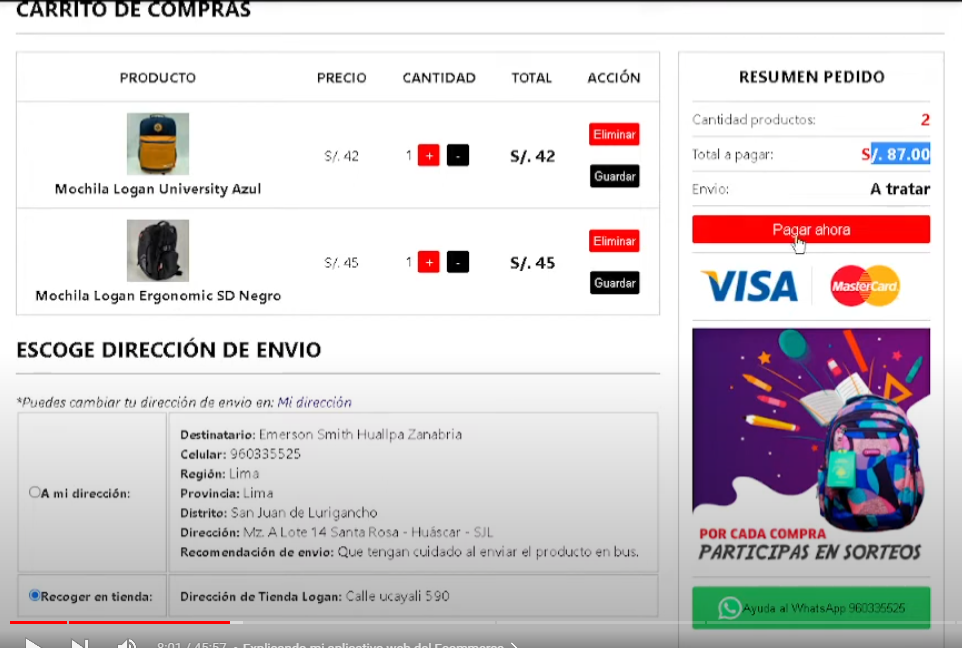 CARRITO DE COMPRAS
PRODUCTO PRECIO CANTIDAD TOTAL ACCIÓN
Mochila Logan University Azul
S/. 42 1 + - S/. 42
Eliminar
Guardar
Mochila Logan Ergonomic SD Negro
S/. 45 1 + - S/. 45
Eliminar
Guardar
ESCOGE DIRECCIÓN DE ENVIO
*Puedes cambiar tu dirección de envio en: Mi dirección
A mi dirección:
Destinatario: Emerson Smith Huallpa Zanabria
Celular: 960335525
Región: Lima
Provincia: Lima
Distrito: San Juan de Lurigancho
Dirección: Mz. A Lote 14 Santa Rosa - Huáscar - SJL
Recomendación de envio: Que tengan cuidado al enviar el producto en bus.
Recoger en tienda:
Dirección de Tienda Logan: Calle ucayali 590
RESUMEN PEDIDO
Cantidad productos: 2
Total a pagar: S/. 87.00
Envio: A tratar
Pagar ahora
VISA MasterCard
POR CADA COMPRA
PARTICIPAS EN SORTEOS
Ayuda al WhatsApp 960335525
8:01 / 45:57 • Explicando mi aplicativo web del Ecommerce